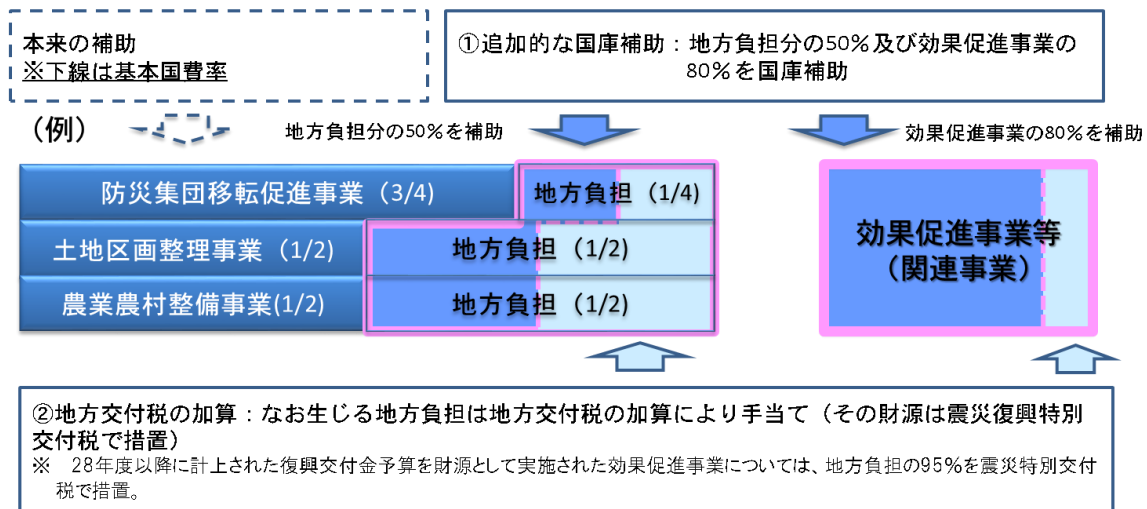 本来の補助
※下線は基本国費率
①追加的な国庫補助：地方負担分の50％及び効果促進事業の
80％を国庫補助
（例）
地方負担分の50％を補助
効果促進事業の80％を補助
防災集団移転促進事業（3/4）
地方負担（1/4）
土地区画整理事業（1/2）
地方負担（1/2）
農業農村整備事業(1/2)
地方負担（1/2）
効果促進事業等
（関連事業）
②地方交付税の加算：なお生じる地方負担は地方交付税の加算により手当て（その財源は震災復興特別
交付税で措置）
※　28年度以降に計上された復興交付金予算を財源として実施された効果促進事業については、地方負担の95％を震災特別交付
税で措置。